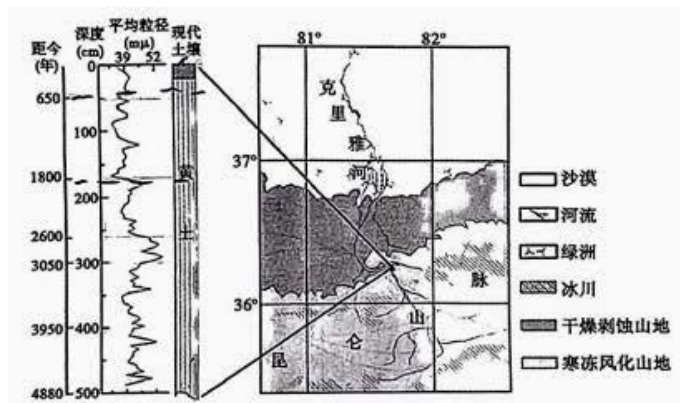 距今
(年)
深度
(cm)
平均粒径
(mμ)
39 52
现代
土壤
0
650
100
1800
200
2600
3050
300
3950
400
4880
500
黄
土
81° 82°
37°
36°
克
里
雅
河
昆
仑
山
脉
沙漠
河流
绿洲
冰川
干燥剥蚀山地
寒冻风化山地